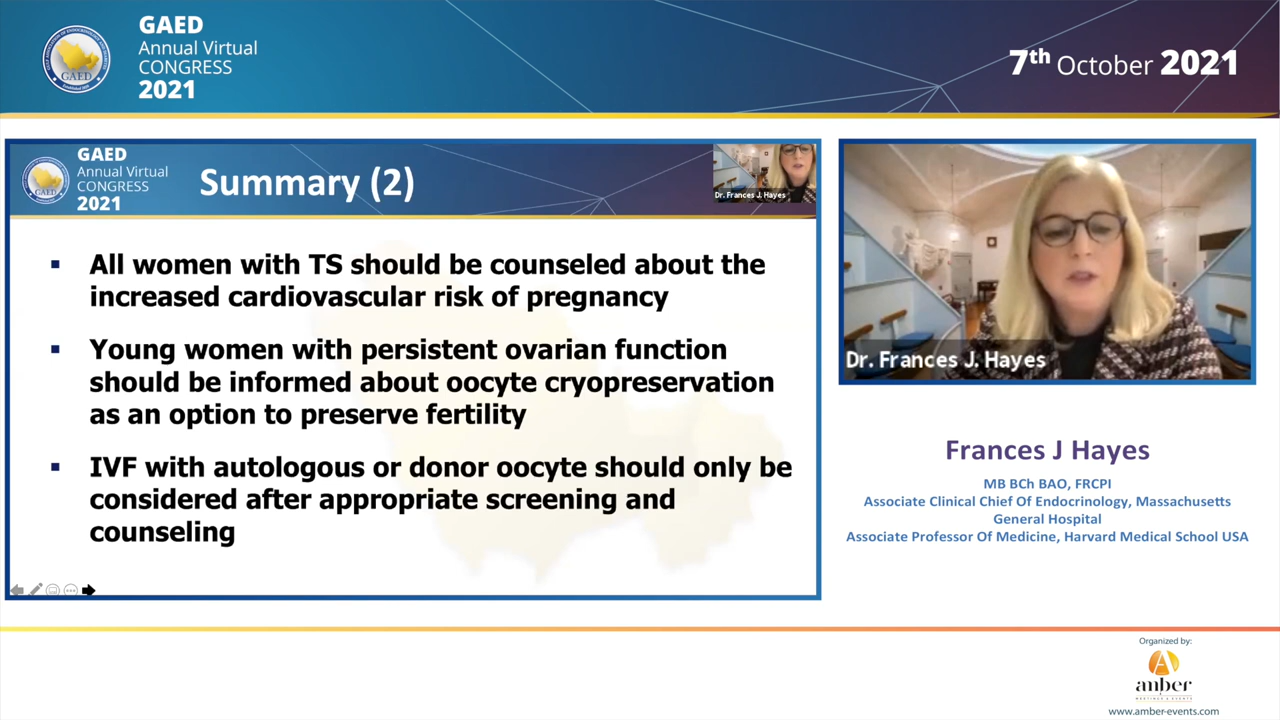 GAED
Annual Virtual
CONGRESS
2021
GAED
7th October 2021
GAED
Annual Virtual
CONGRESS
2021
GAED
Summary (2)
Dr. Frances J. Hayes
▪ All women with TS should be counseled about the
increased cardiovascular risk of pregnancy
▪ Young women with persistent ovarian function
should be informed about oocyte cryopreservation
as an option to preserve fertility
▪ IVF with autologous or donor oocyte should only be
considered after appropriate screening and
counseling
Dr. Frances J. Hayes
Frances J Hayes
MB BCh BAO, FRCPI
Associate Clinical Chief Of Endocrinology, Massachusetts
General Hospital
Associate Professor Of Medicine, Harvard Medical School USA
Organized by:
anber
MEETINGS & EVENTS
www.amber-events.com